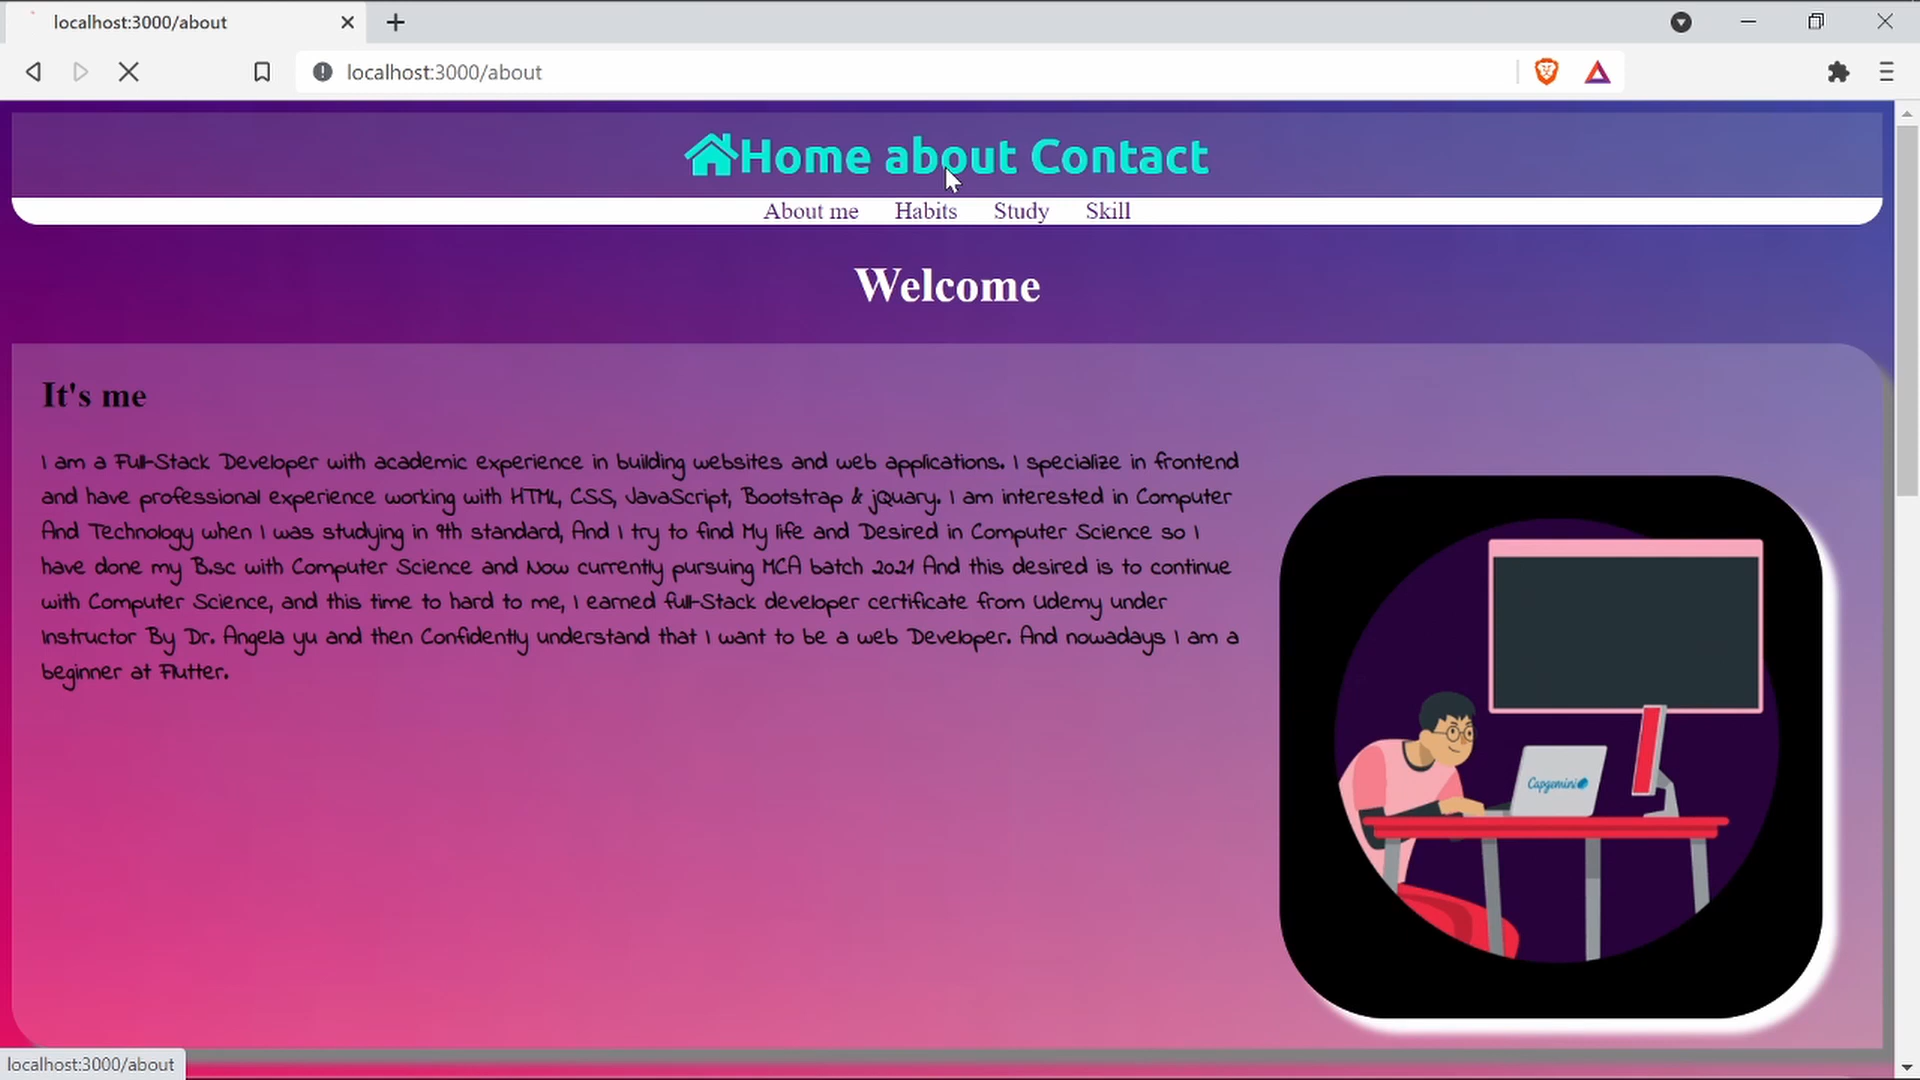 localhost:3000/about
localhost:3000/about
Home about Contact
About me Habits Study Skill
Welcome
It's me
I am a Full-Stack Developer with academic experience in building websites and web applications. I specialize in frontend
and have professional experience working with HTML, CSS, JavaScript, Bootstrap & jQuary. I am interested in Computer
And Technology when I was studying in 9th standard, And I try to find My life and Desired in Computer Science so I
have done my B.sc with Computer Science and Now currently pursuing MCA batch 2021 And this desired is to continue
with Computer Science, and this time to hard to me, I earned full-Stack developer certificate from Udemy under
Instructor By Dr. Angela yu and then Confidently understand that I want to be a web Developer. And nowadays I am a
beginner at Flutter.
Capgemini
localhost:3000/about